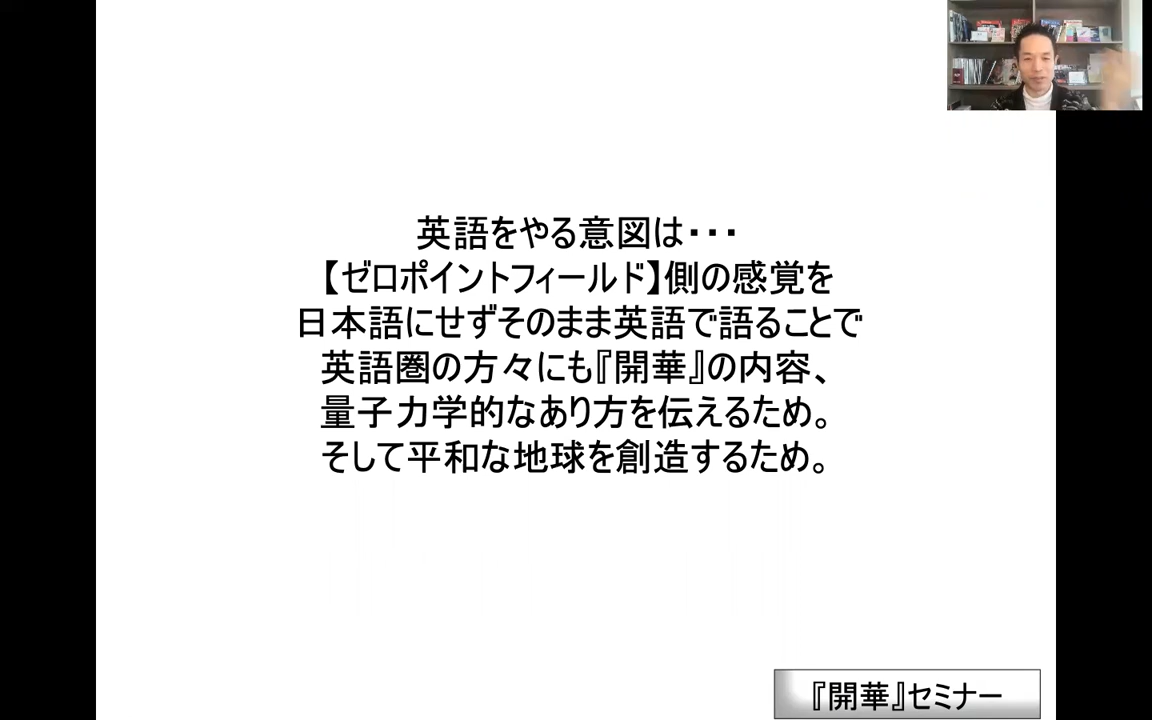 英語をやる意図は・・・
【ゼロポイントフィールド】側の感覚を
日本語にせずそのまま英語で語ることで
英語圏の方々にも『開華』の内容、
量子力学的なあり方を伝えるため。
そして平和な地球を創造するため。
『開華』セミナー